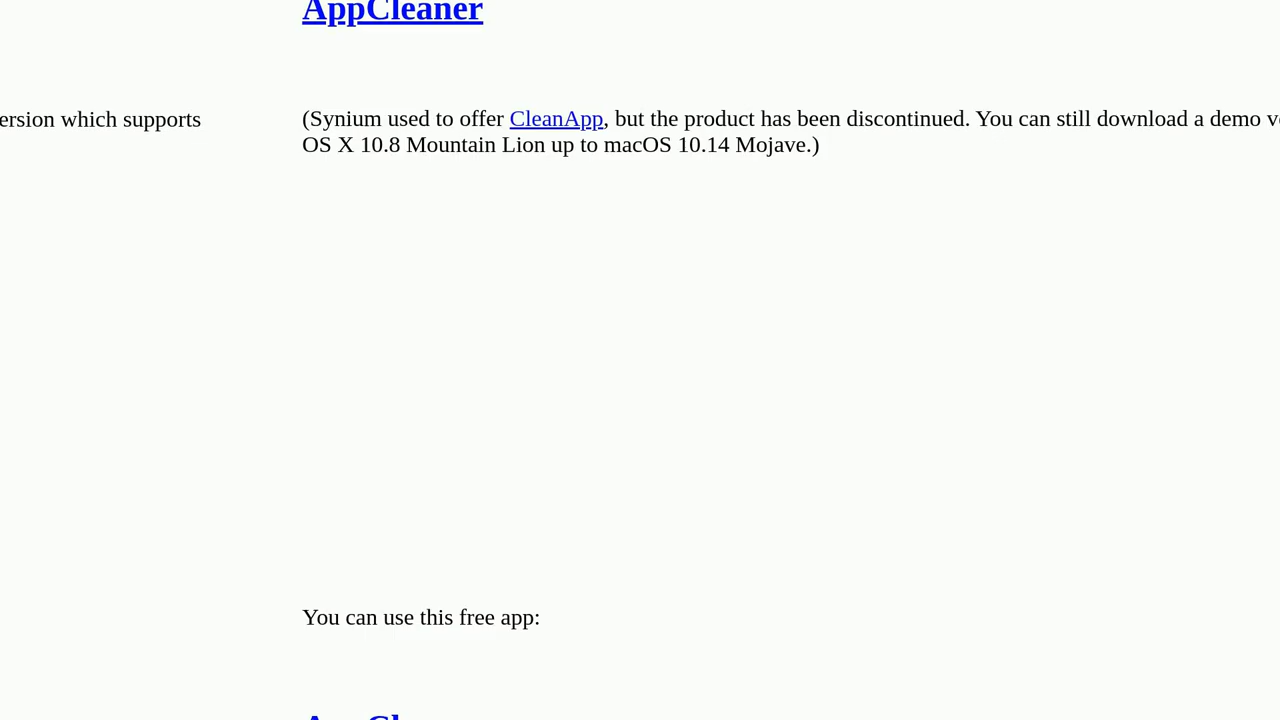 AppCleaner
ersion which supports
(Synium used to offer CleanApp, but the product has been discontinued. You can still download a demo v
OS X 10.8 Mountain Lion up to macOS 10.14 Mojave.)
You can use this free app: